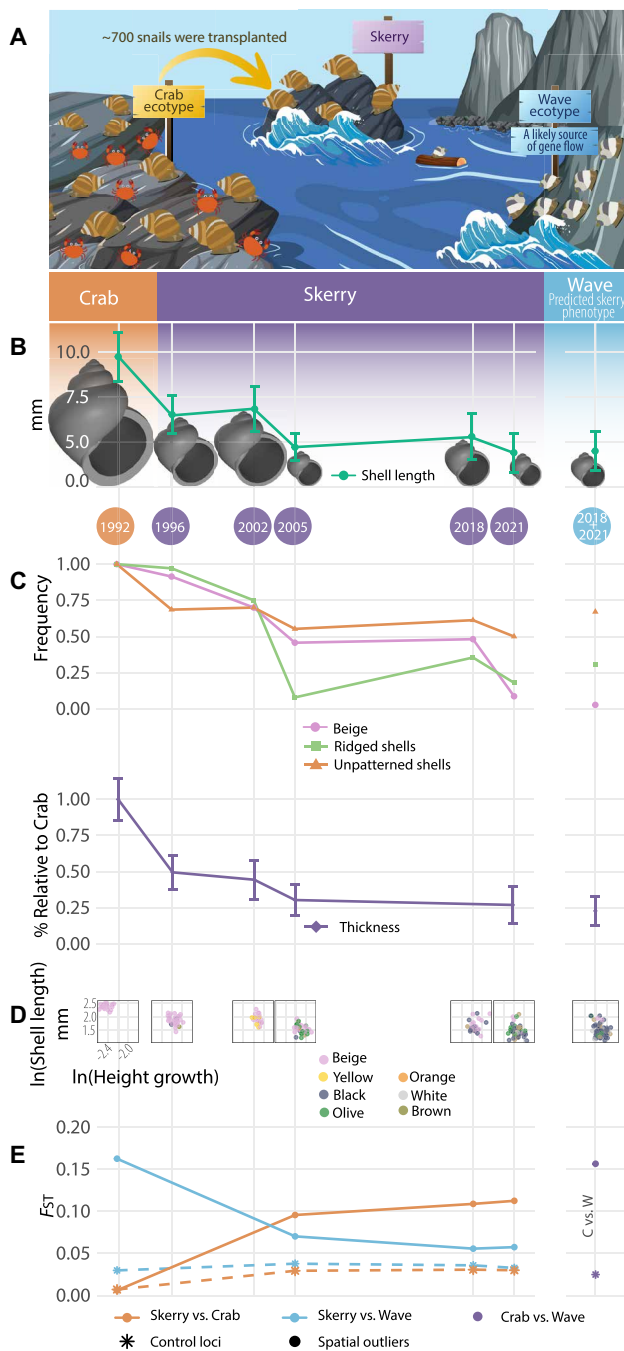 A
~700 snails were transplanted
Skerry
Crab
ecotype
Wave
ecotype
A likely source
of gene flow
Crab
Skerry
Wave
Predicted skerry
phenotype
B
mm
10.0
7.5
5.0
0.0
Shell length
1992
1996
2002
2005
2018
2021
2018
+
2021
C
Frequency
1.00
0.75
0.50
0.25
0.00
Beige
Ridged shells
Unpatterned shells
% Relative to Crab
1.00
0.75
0.50
0.25
0.00
Thickness
D
ln(Shell length)
mm
2.5
2.0
1.5
-2.4
-2.0
ln(Height growth)
Beige
Yellow
Orange
Black
White
Olive
Brown
E
FST
0.20
0.15
0.10
0.05
0.00
C vs. W
Skerry vs. Crab
Skerry vs. Wave
Crab vs. Wave
Control loci
Spatial outliers